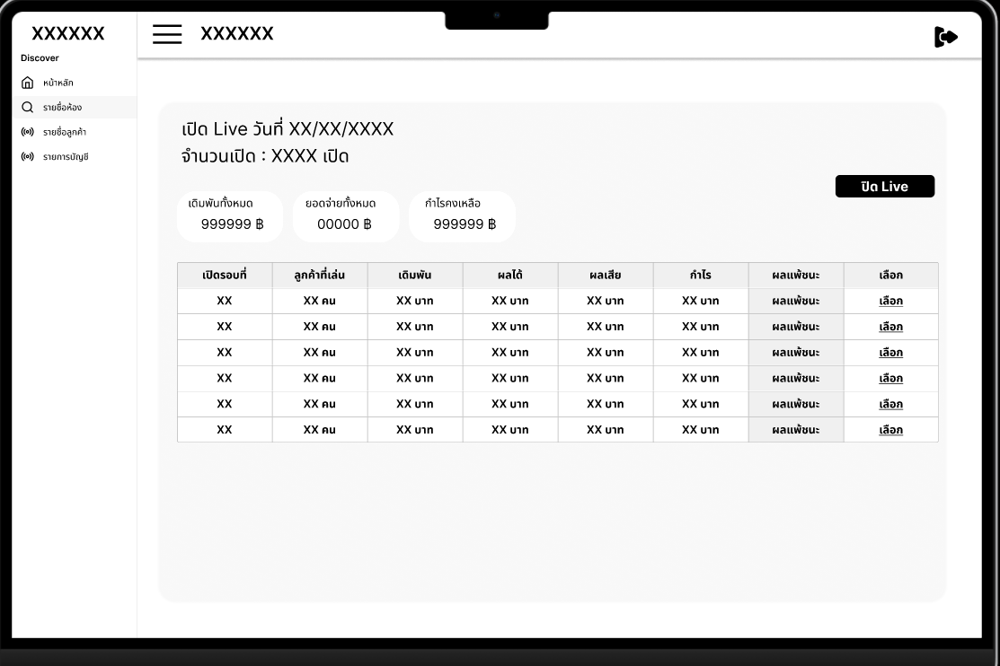 XXXXXX
Discover
หน้าหลัก
รายชื่อห้อง
รายชื่อลูกค้า
รายการบัญชี
XXXXXX
เปิด Live วันที่ XX/XX/XXXX
จำนวนเปิด : XXXX เปิด
ปิด Live
เดิมพันทั้งหมด
999999 ฿
ยอดจ่ายทั้งหมด
00000 ฿
กำไรคงเหลือ
999999 ฿
เปิดรอบที่ ลูกค้าที่เล่น เดิมพัน ผลได้ ผลเสีย กำไร ผลแพ้ชนะ เลือก
XX XX คน XX บาท XX บาท XX บาท XX บาท ผลแพ้ชนะ เลือก
XX XX คน XX บาท XX บาท XX บาท XX บาท ผลแพ้ชนะ เลือก
XX XX คน XX บาท XX บาท XX บาท XX บาท ผลแพ้ชนะ เลือก
XX XX คน XX บาท XX บาท XX บาท XX บาท ผลแพ้ชนะ เลือก
XX XX คน XX บาท XX บาท XX บาท XX บาท ผลแพ้ชนะ เลือก
XX XX คน XX บาท XX บาท XX บาท XX บาท ผลแพ้ชนะ เลือก